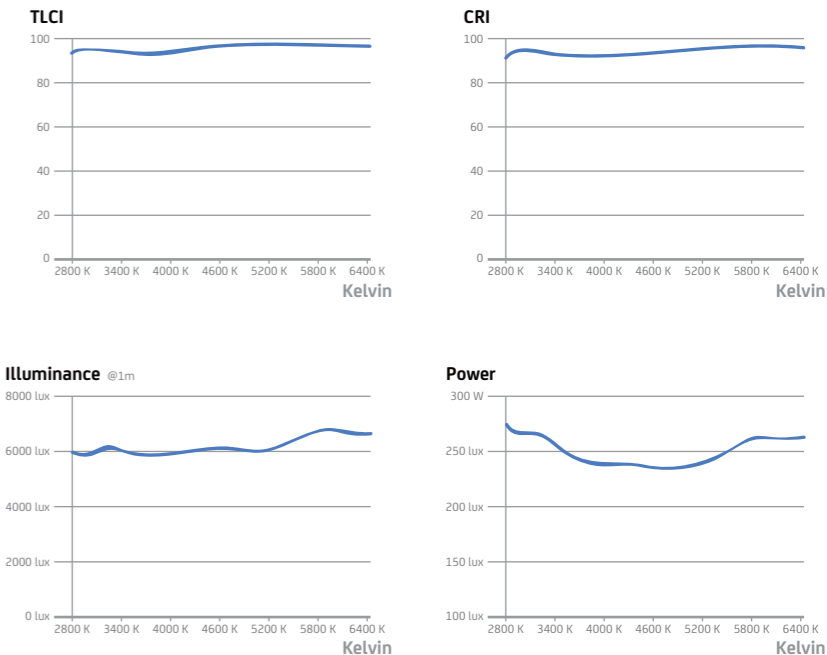 TLCI
100
80
60
40
20
0
2800 K 3400 K 4000 K 4600 K 5200 K 5800 K 6400 K
Kelvin
CRI
100
80
60
40
20
0
2800 K 3400 K 4000 K 4600 K 5200 K 5800 K 6400 K
Kelvin
Illuminance @1m
8000 lux
6000 lux
4000 lux
2000 lux
0 lux
2800 K 3400 K 4000 K 4600 K 5200 K 5800 K 6400 K
Kelvin
Power
300 W
250 lux
200 lux
150 lux
100 lux
2800 K 3400 K 4000 K 4600 K 5200 K 5800 K 6400 K
Kelvin